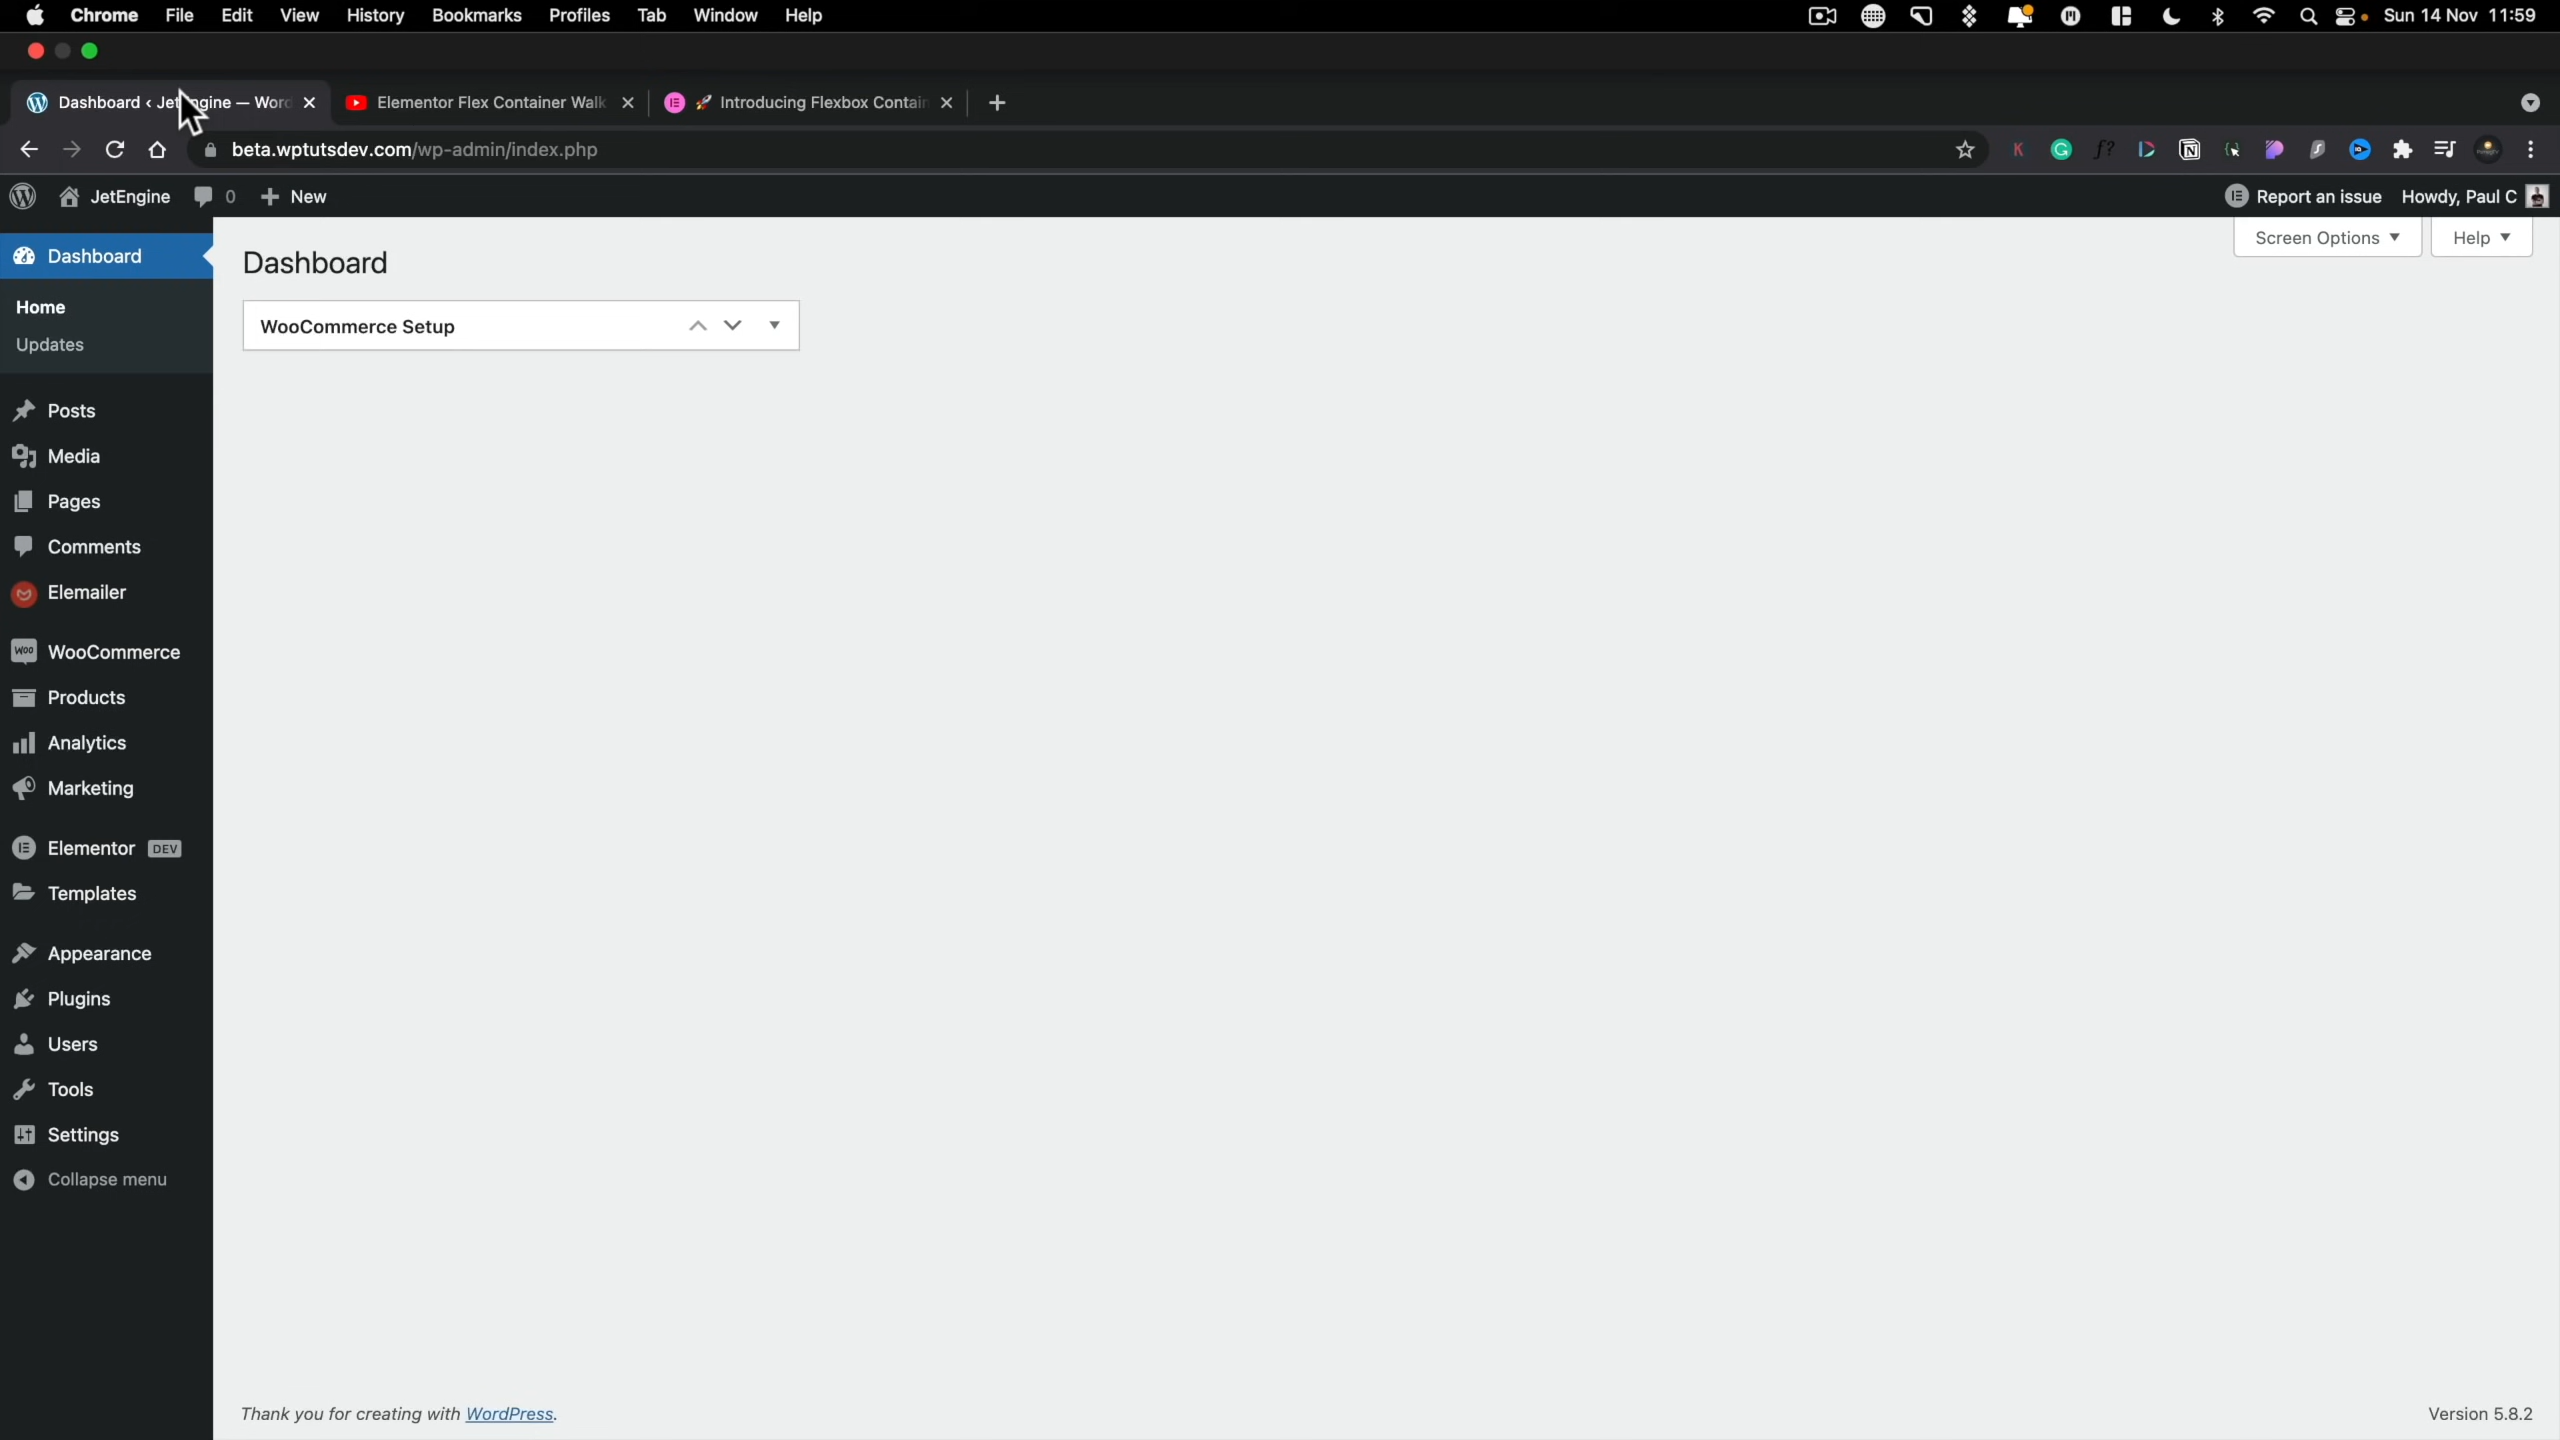 Chrome File Edit View History Bookmarks Profiles Tab Window Help Sun 14 Nov 11:59
Dashboard ‹ Jet ngine — Wor Elementor Flex Container Walk Introducing Flexbox Contain
beta.wptutsdev.com/wp-admin/index.php
JetEngine 0 New Report an issue Howdy, Paul C
Dashboard
Home
Updates
Posts
Media
Pages
Comments
Elemailer
WooCommerce
Products
Analytics
Marketing
Elementor DEV
Templates
Appearance
Plugins
Users
Tools
Settings
Collapse menu
Screen Options Help
Dashboard
WooCommerce Setup
Thank you for creating with WordPress. Version 5.8.2